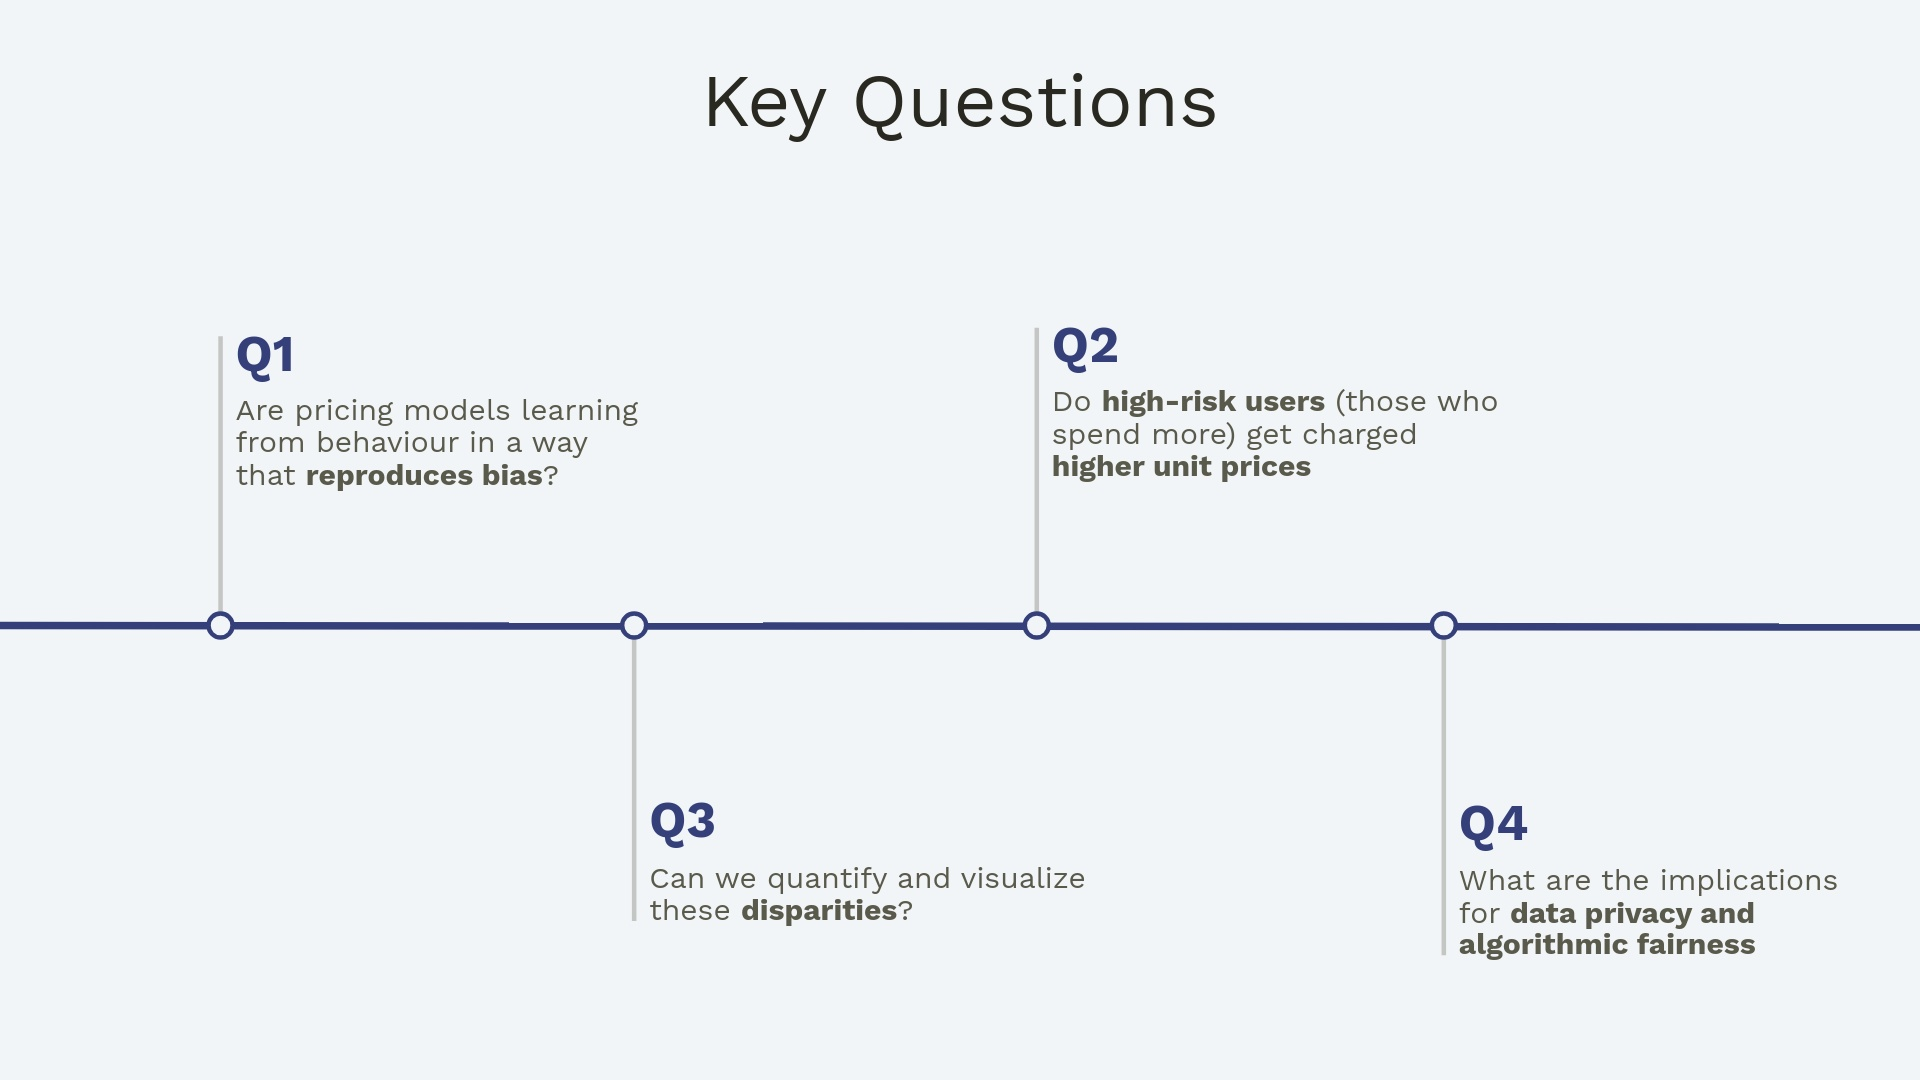 Key Questions
Q1
Are pricing models learning
from behaviour in a way
that reproduces bias?
Q2
Do high-risk users (those who
spend more) get charged
higher unit prices
Q3
Can we quantify and visualize
these disparities?
Q4
What are the implications
for data privacy and
algorithmic fairness